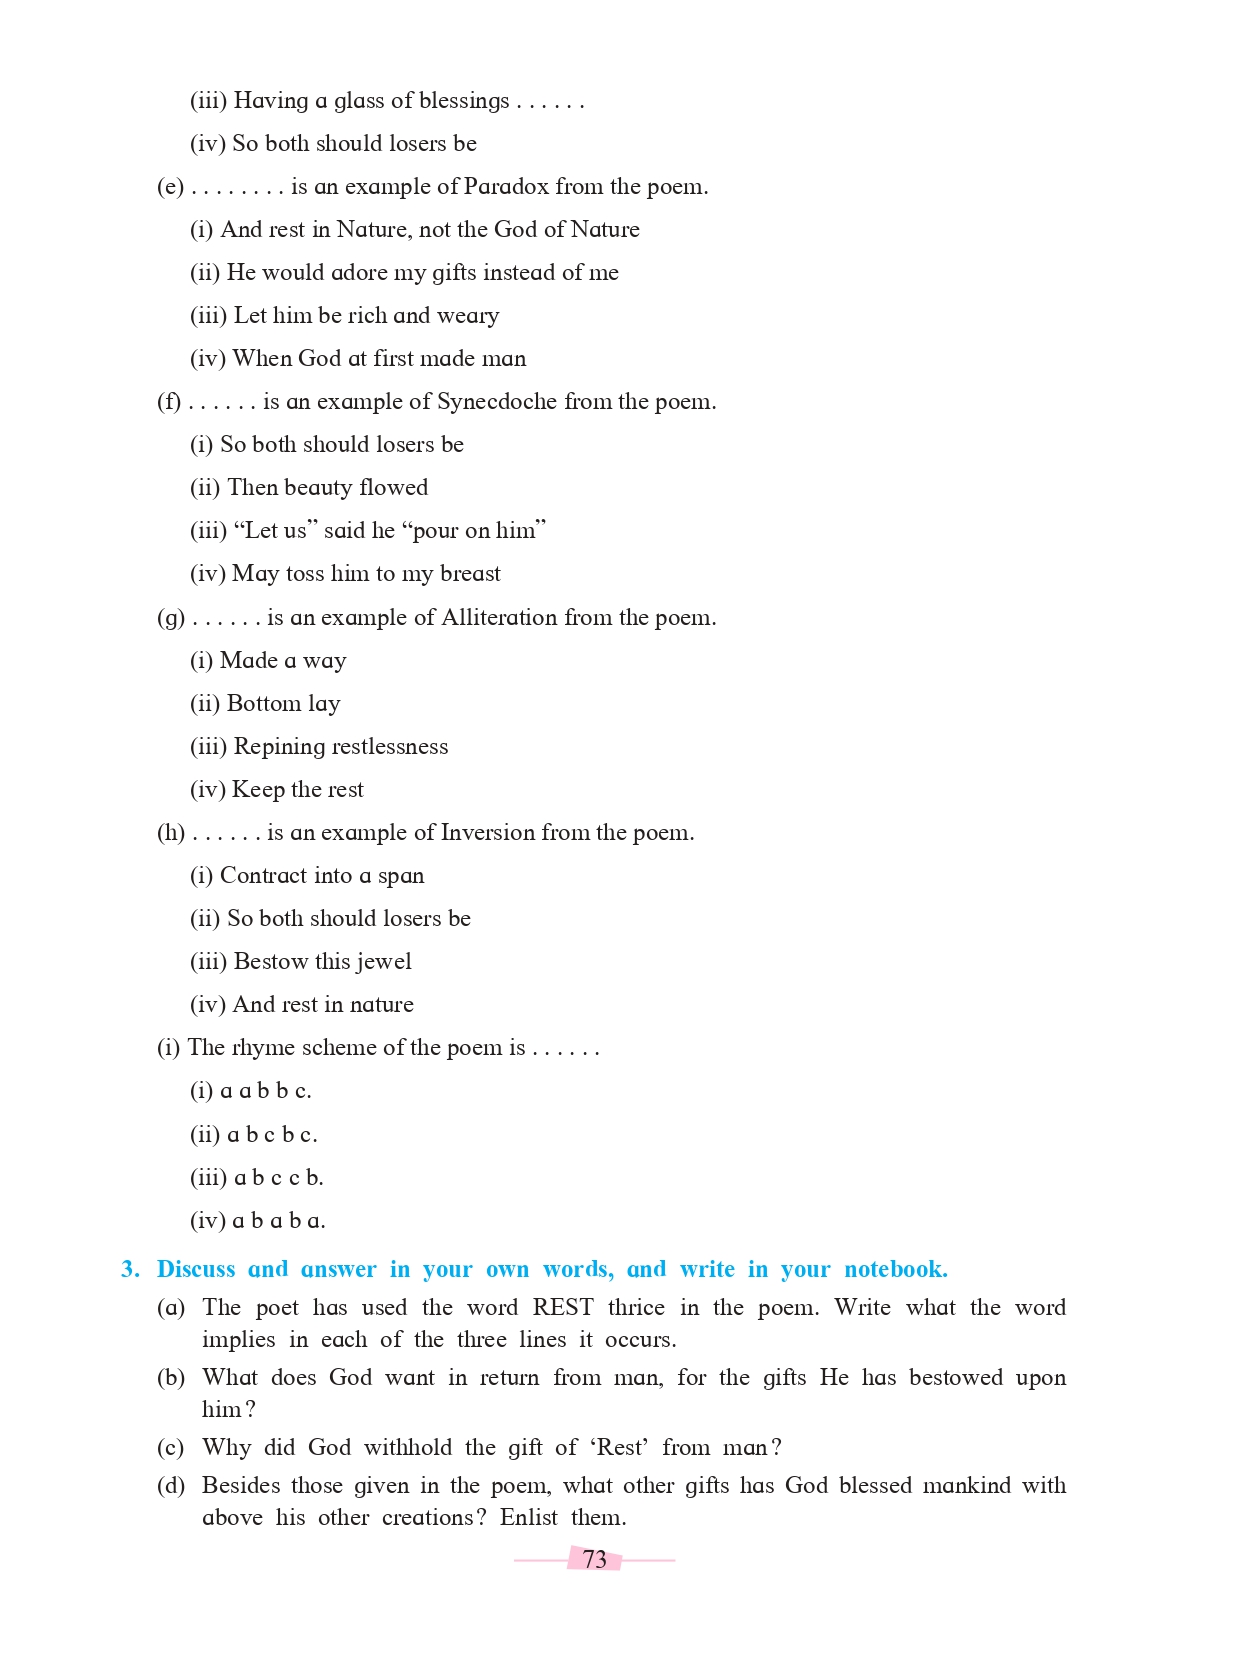 (iii) Having a glass of blessings . . . . . .
(iv) So both should losers be
(e) . . . . . . . . is an example of Paradox from the poem.
(i) And rest in Nature, not the God of Nature
(ii) He would adore my gifts instead of me
(iii) Let him be rich and weary
(iv) When God at first made man
(f) . . . . . . is an example of Synecdoche from the poem.
(i) So both should losers be
(ii) Then beauty flowed
(iii) “Let us” said he “pour on him”
(iv) May toss him to my breast
(g) . . . . . . is an example of Alliteration from the poem.
(i) Made a way
(ii) Bottom lay
(iii) Repining restlessness
(iv) Keep the rest
(h) . . . . . . is an example of Inversion from the poem.
(i) Contract into a span
(ii) So both should losers be
(iii) Bestow this jewel
(iv) And rest in nature
(i) The rhyme scheme of the poem is . . . . . .
(i) a a b b c.
(ii) a b c b c.
(iii) a b c c b.
(iv) a b a b a.
3. Discuss and answer in your own words, and write in your notebook.
(a) The poet has used the word REST thrice in the poem. Write what the word
implies in each of the three lines it occurs.
(b) What does God want in return from man, for the gifts He has bestowed upon
him?
(c) Why did God withhold the gift of ‘Rest’ from man?
(d) Besides those given in the poem, what other gifts has God blessed mankind with
above his other creations? Enlist them.
73